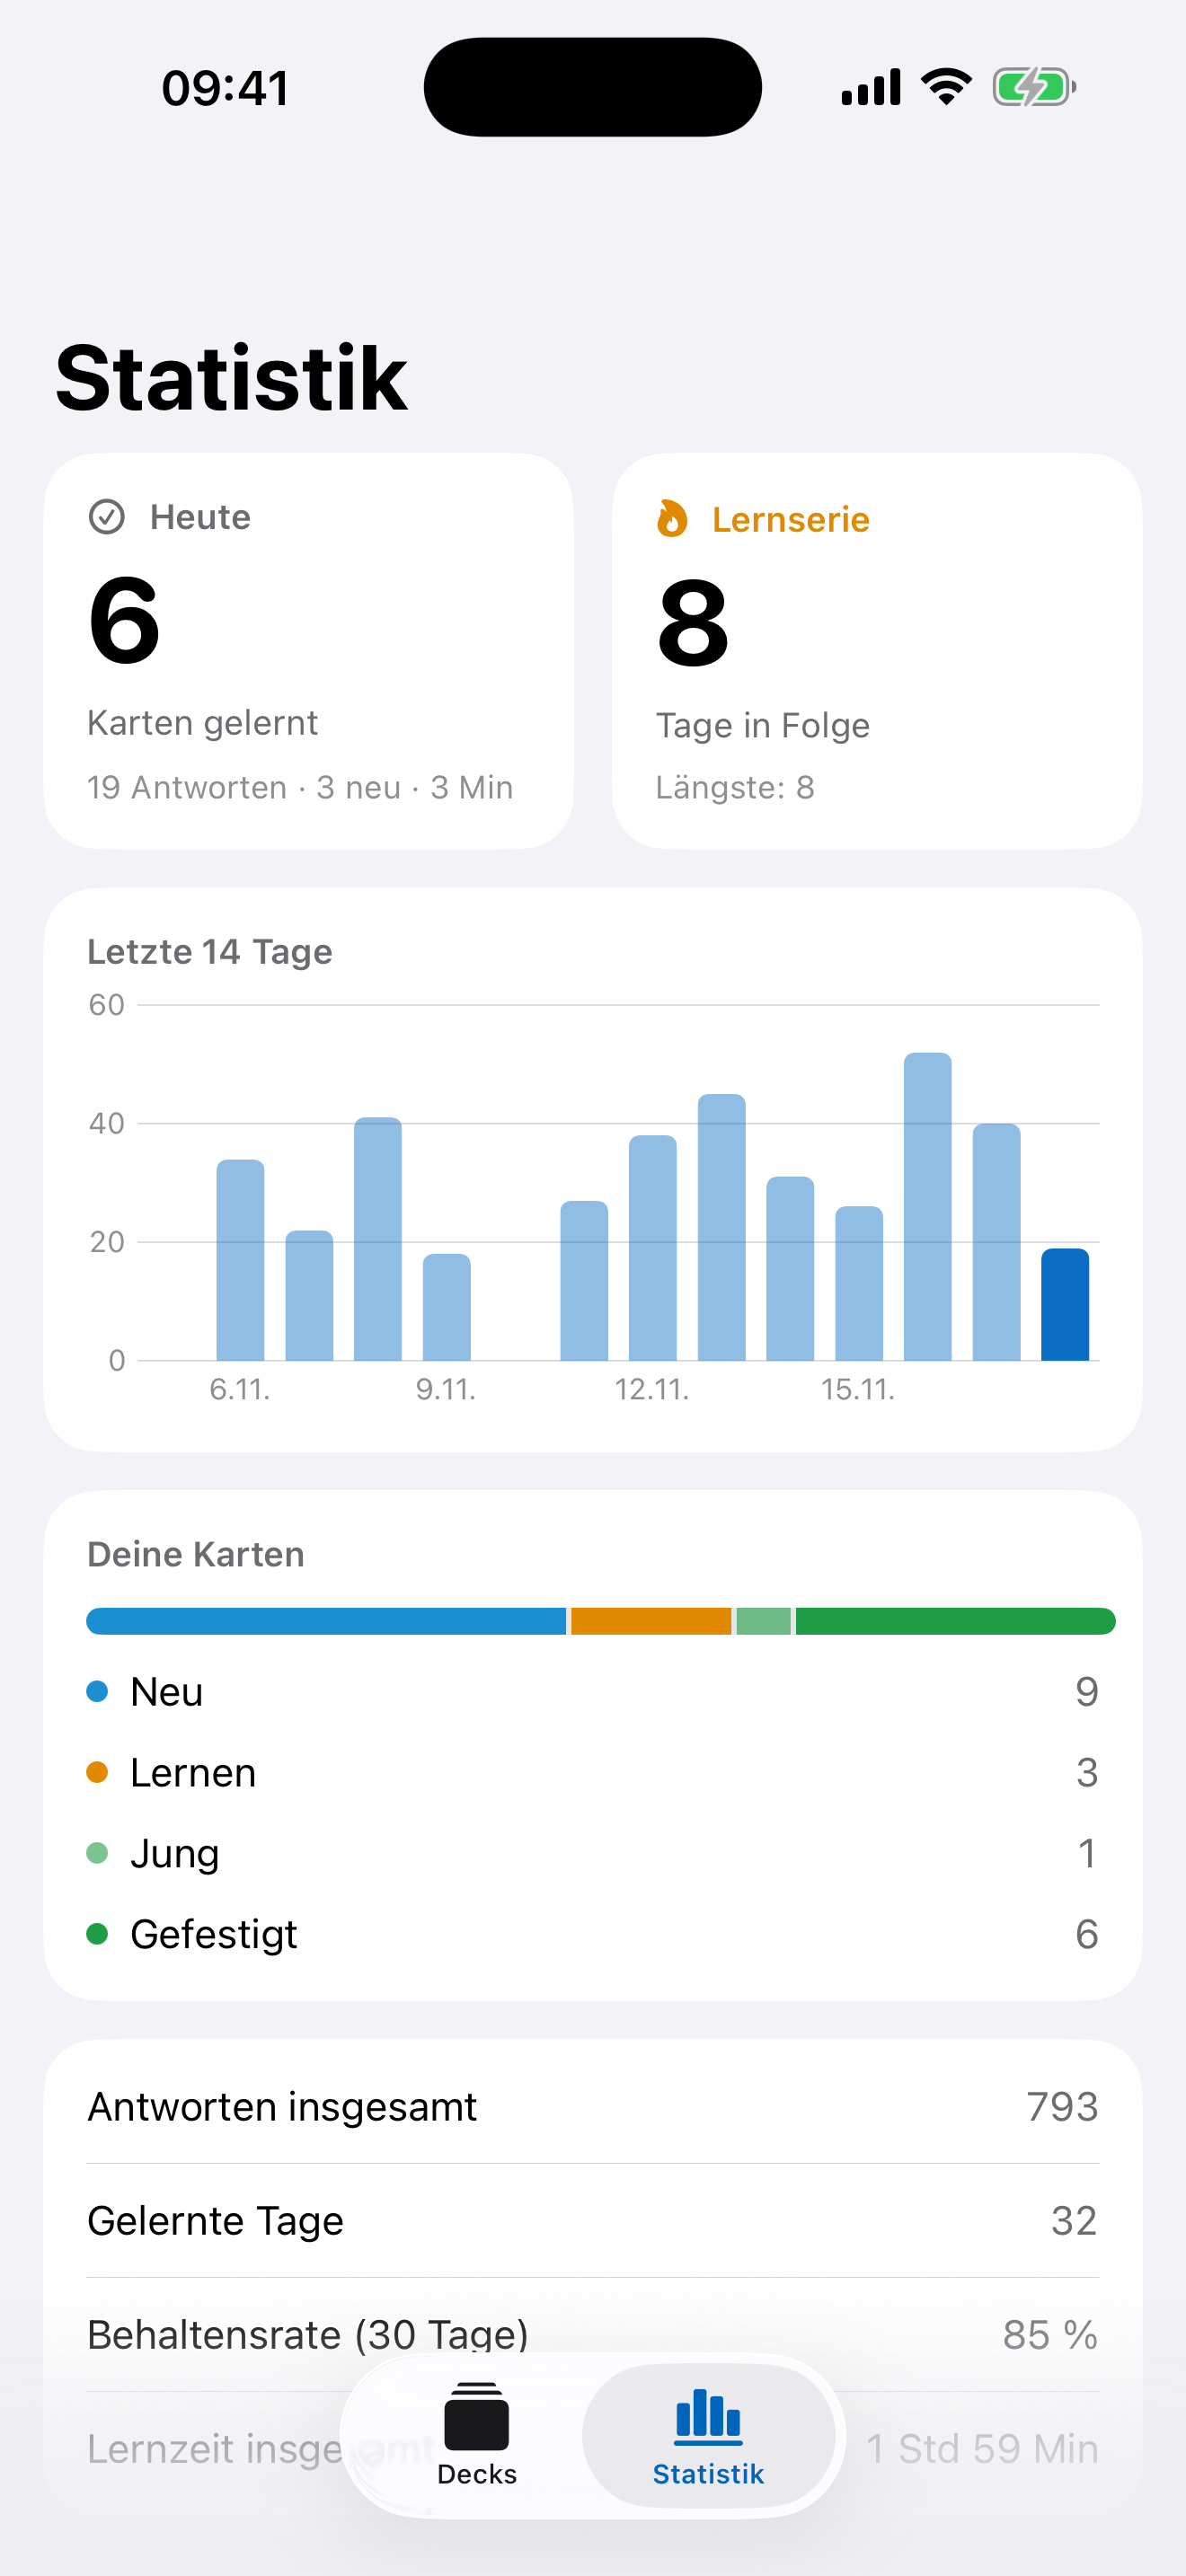 09:41
Statistik
Heute
6
Karten gelernt
19 Antworten · 3 neu · 3 Min
Lernserie
8
Tage in Folge
Längste: 8
Letzte 14 Tage
60
40
20
0
6.11.
9.11.
12.11.
15.11.
Deine Karten
Neu 9
Lernen 3
Jung 1
Gefestigt 6
Antworten insgesamt 793
Gelernte Tage 32
Behaltensrate (30 Tage) 85 %
Lernzeit insgesamt 1 Std 59 Min
Decks
Statistik